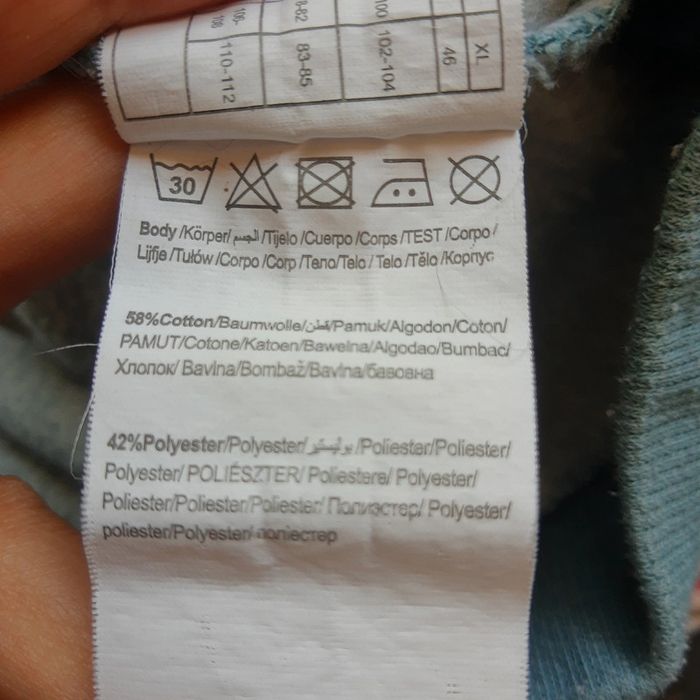 XL
46
100 102-104
83-85
110-112
30
Body/Körper/الجسم/Tijelo/Cuerpo/Corps/TEST/Corpo/
Lijfje/Tułów/Corpo/Corp/Тяло/Telo/Telo/Tělo/Корпус
58%Cotton/Baumwolle/قطن/Pamuk/Algodon/Coton/
PAMUT/Cotone/Katoen/Bawełna/Algodao/Bumbac/
Хлопок/Bavlna/Bombaž/Bavlna/бавовна
42%Polyester/Polyester/بوليستر/Poliester/Poliester/
Polyester/POLIÉSZTER/Poliestere/Polyester/
Poliester/Poliester/Poliester/Полиэстер/Polyester/
poliester/Polyester/поліестер